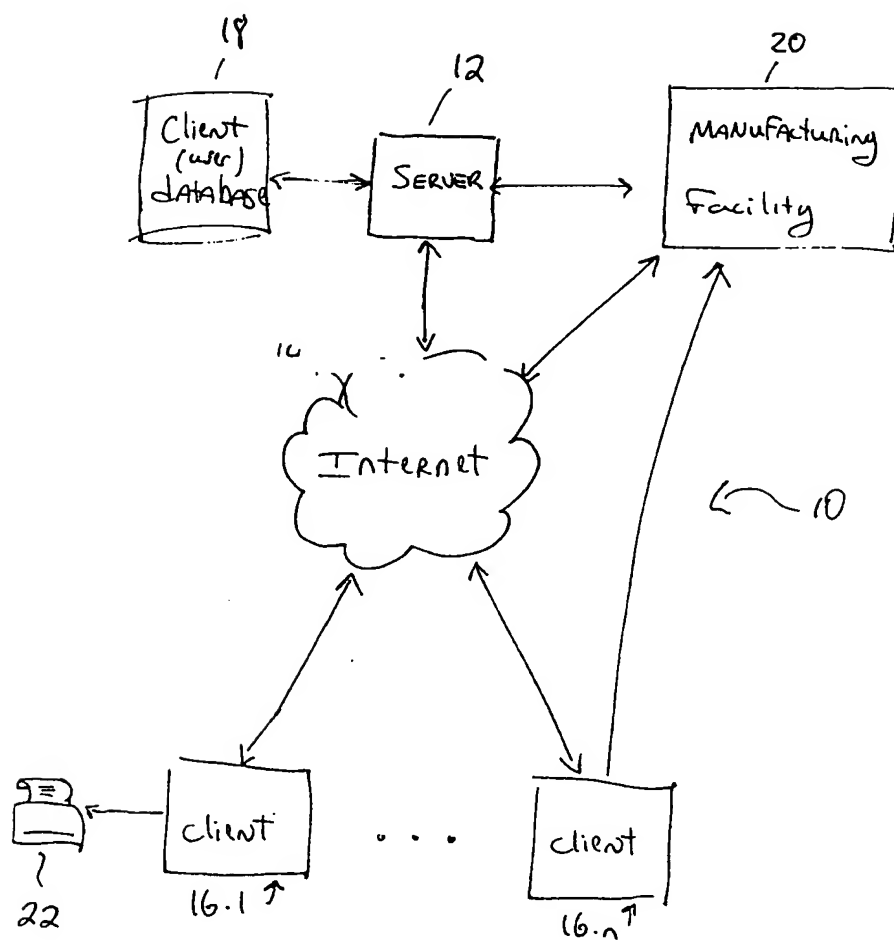 18
12
20
Client
(user)
database
Server
Manufacturing
Facility
Internet
10
client
. . .
client
16.1
16.n
22